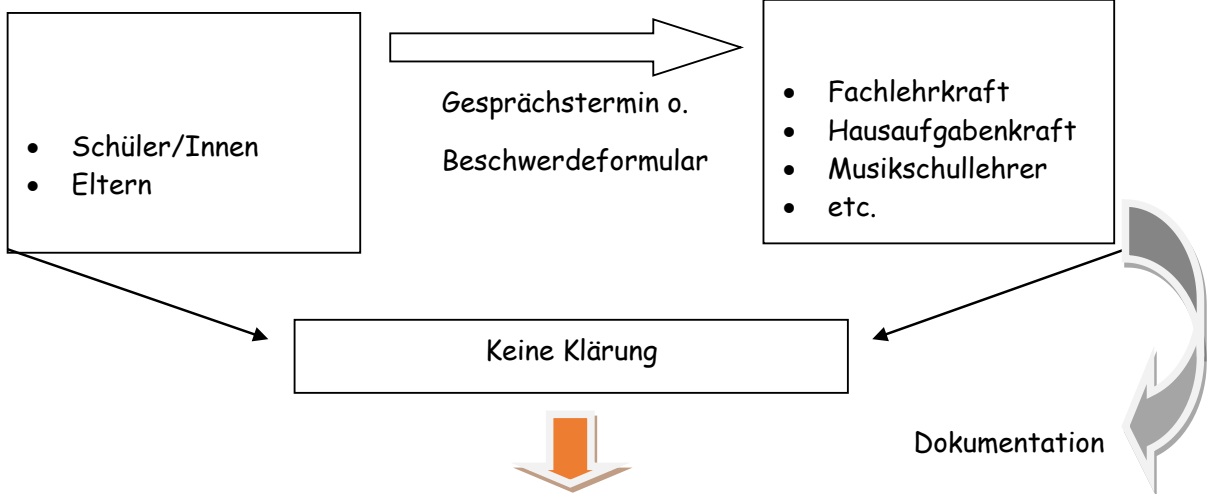 • Schüler/Innen
• Eltern
Gesprächstermin o.
Beschwerdeformular
• Fachlehrkraft
• Hausaufgabenkraft
• Musikschullehrer
• etc.
Keine Klärung
Dokumentation